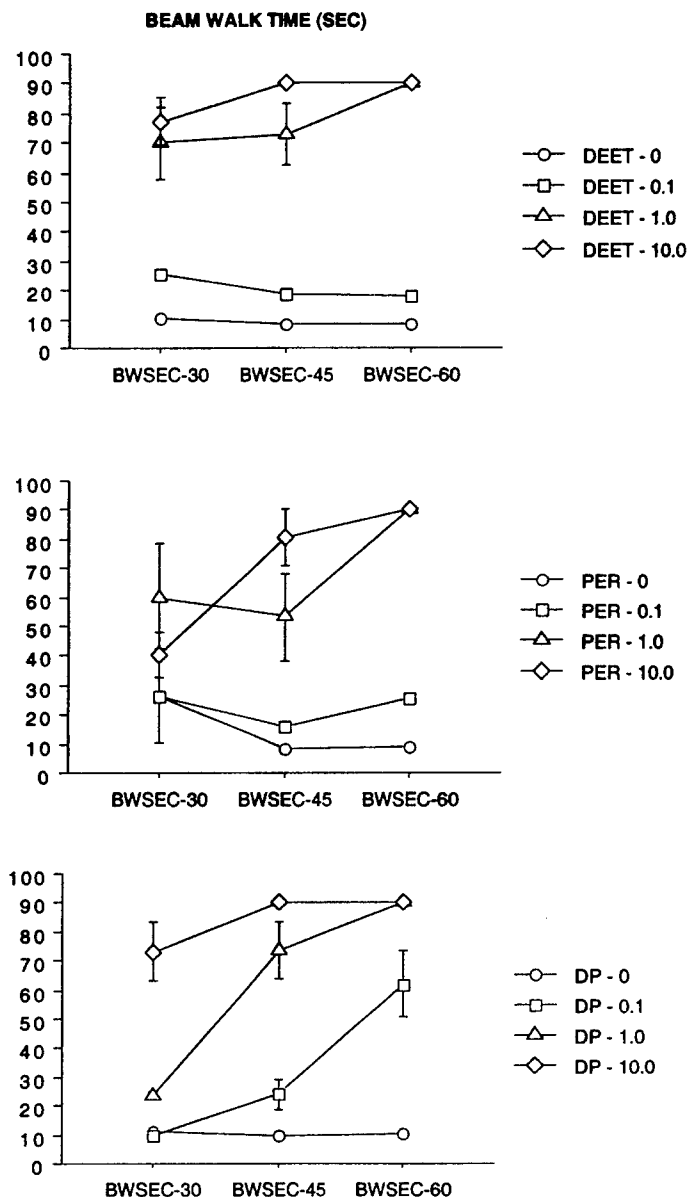 BEAM WALK TIME (SEC)
100
90
80
70
60
50
40
30
20
10
0
BWSEC-30 BWSEC-45 BWSEC-60
DEET - 0
DEET - 0.1
DEET - 1.0
DEET - 10.0
100
90
80
70
60
50
40
30
20
10
0
BWSEC-30 BWSEC-45 BWSEC-60
PER - 0
PER - 0.1
PER - 1.0
PER - 10.0
100
90
80
70
60
50
40
30
20
10
0
BWSEC-30 BWSEC-45 BWSEC-60
DP - 0
DP - 0.1
DP - 1.0
DP - 10.0